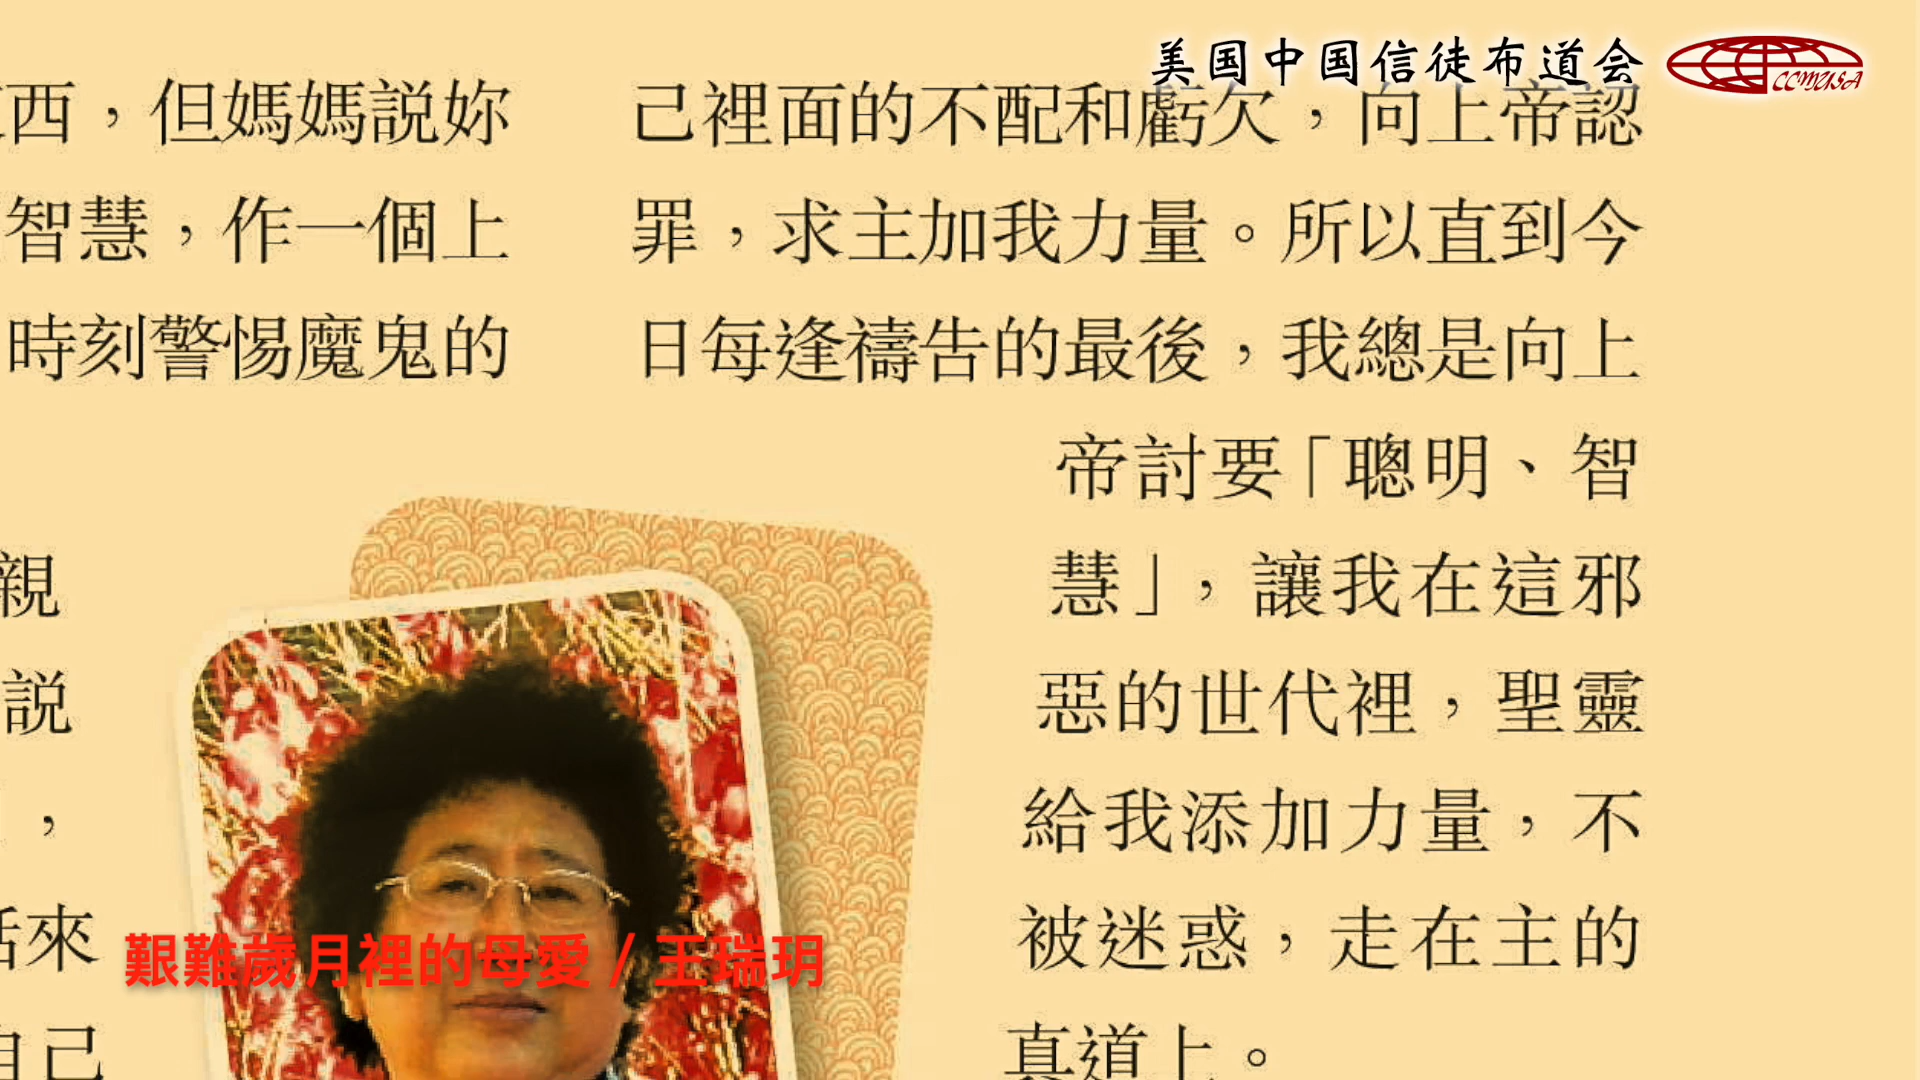 美国中国信徒布道会
CCMUSA
西，但媽媽説妳
智慧，作一個上
時刻警惕魔鬼的
親
説
，
話來
自己
己裡面的不配和虧欠，向上帝認
罪，求主加我力量。所以直到今
日每逢禱告的最後，我總是向上
帝討要「聰明、智
慧」，讓我在這邪
惡的世代裡，聖靈
給我添加力量，不
被迷惑，走在主的
真道上。
艱難歲月裡的母愛 / 王瑞玥